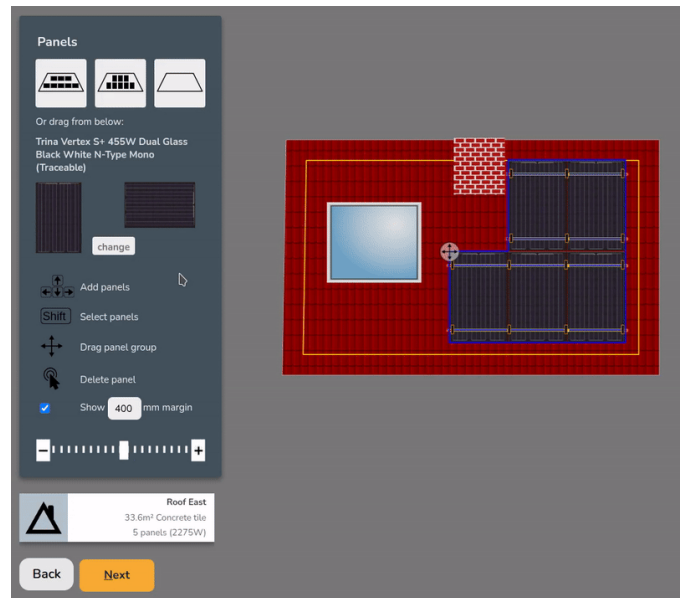 Panels
Or drag from below:
Trina Vertex S+ 455W Dual Glass
Black White N-Type Mono
(Traceable)
change
Add panels
Shift Select panels
Drag panel group
Delete panel
Show 400 mm margin
− +
Roof East
33.6m² Concrete tile
5 panels (2275W)
Back Next